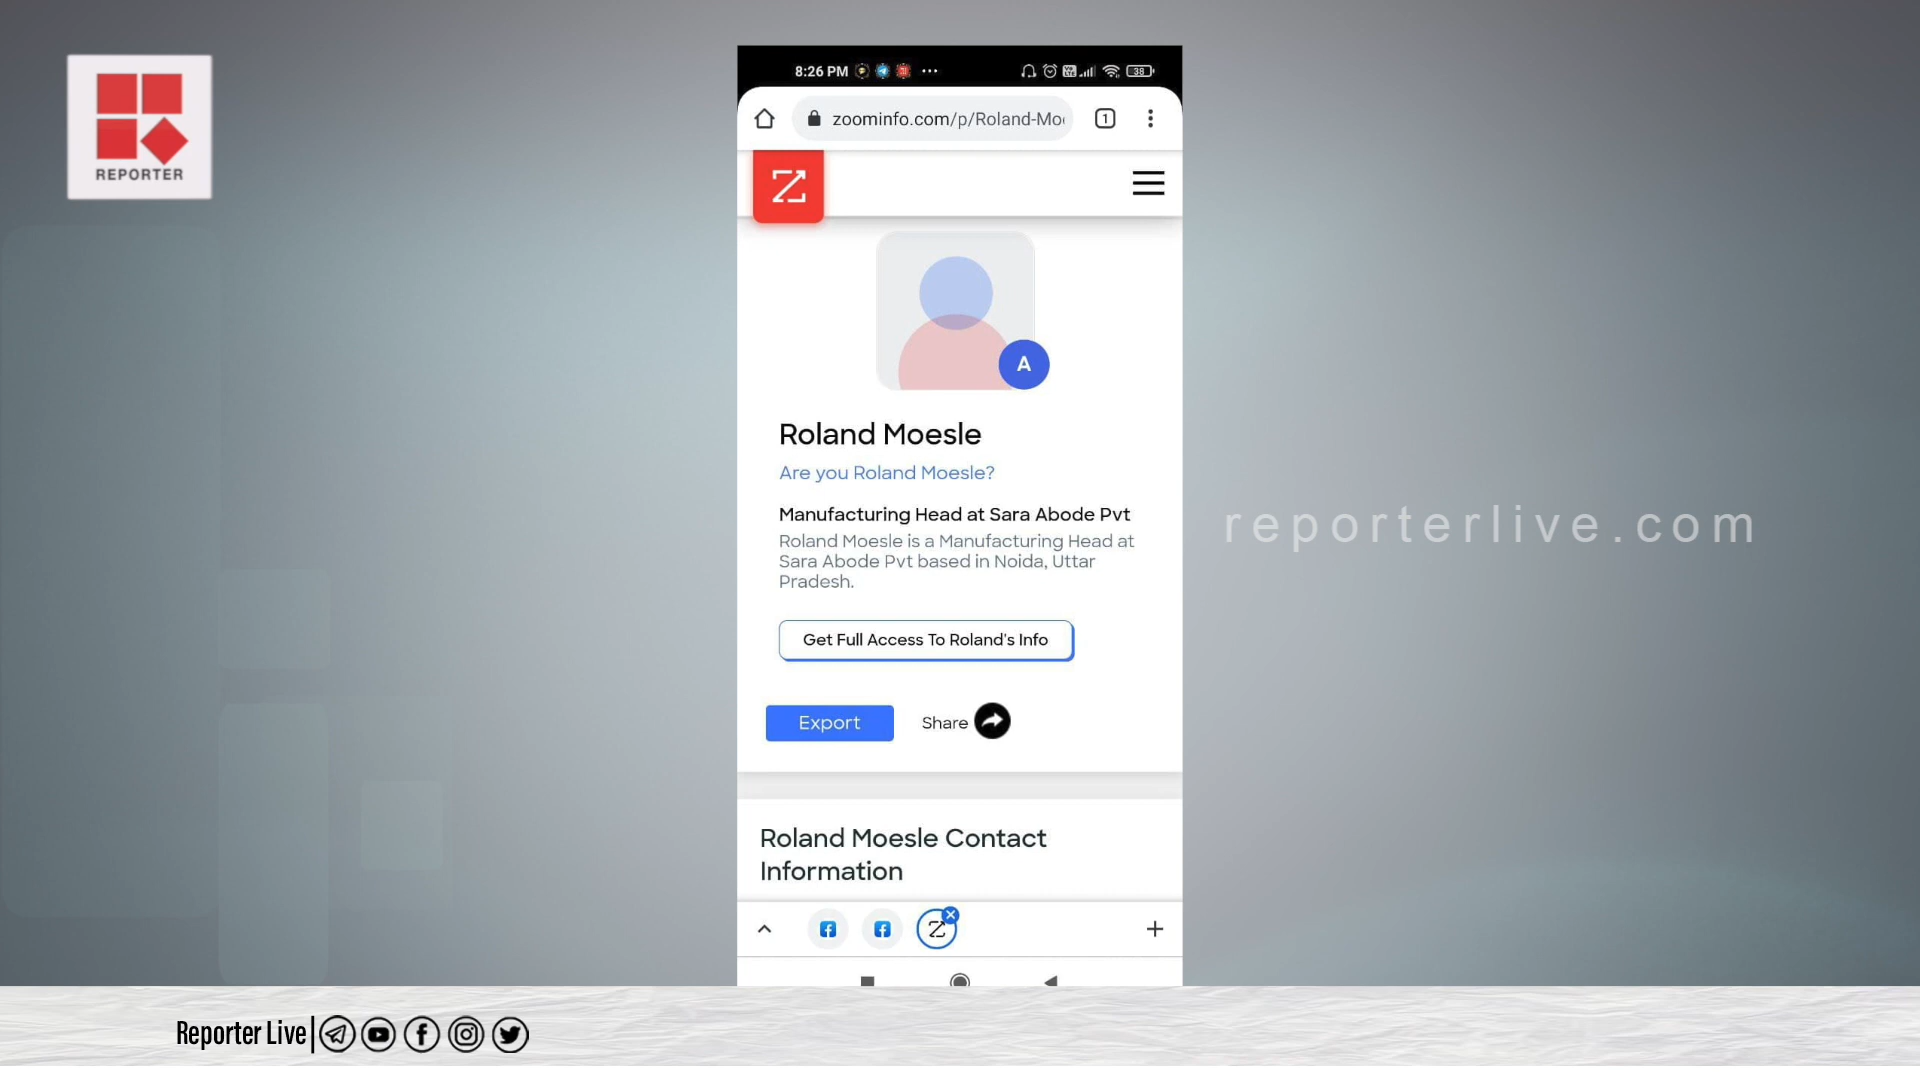 REPORTER
8:26 PM
38
zoominfo.com/p/Roland-Mo
1
A
Roland Moesle
Are you Roland Moesle?
Manufacturing Head at Sara Abode Pvt
Roland Moesle is a Manufacturing Head at
Sara Abode Pvt based in Noida, Uttar
Pradesh.
Get Full Access To Roland's Info
Export
Share
Roland Moesle Contact
Information
reporterlive.com
Reporter Live